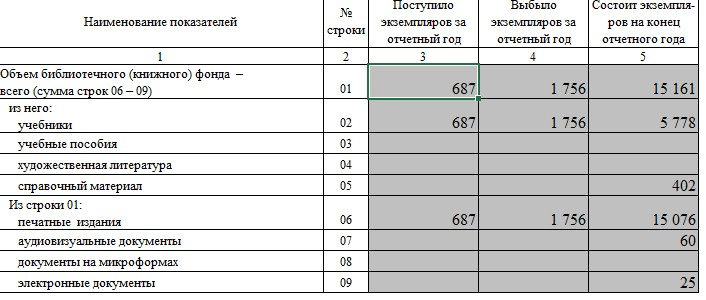 Наименование показателей № строки Поступило экземпляров за отчетный год Выбыло экземпляров за отчетный год Состоит экземпля-ров на конец отчетного года
1 2 3 4 5
Объем библиотечного (книжного) фонда –
всего (сумма строк 06 – 09) 01 687 1 756 15 161
из него:
учебники 02 687 1 756 5 778
учебные пособия 03
художественная литература 04
справочный материал 05 402
Из строки 01:
печатные издания 06 687 1 756 15 076
аудиовизуальные документы 07 60
документы на микроформах 08
электронные документы 09 25